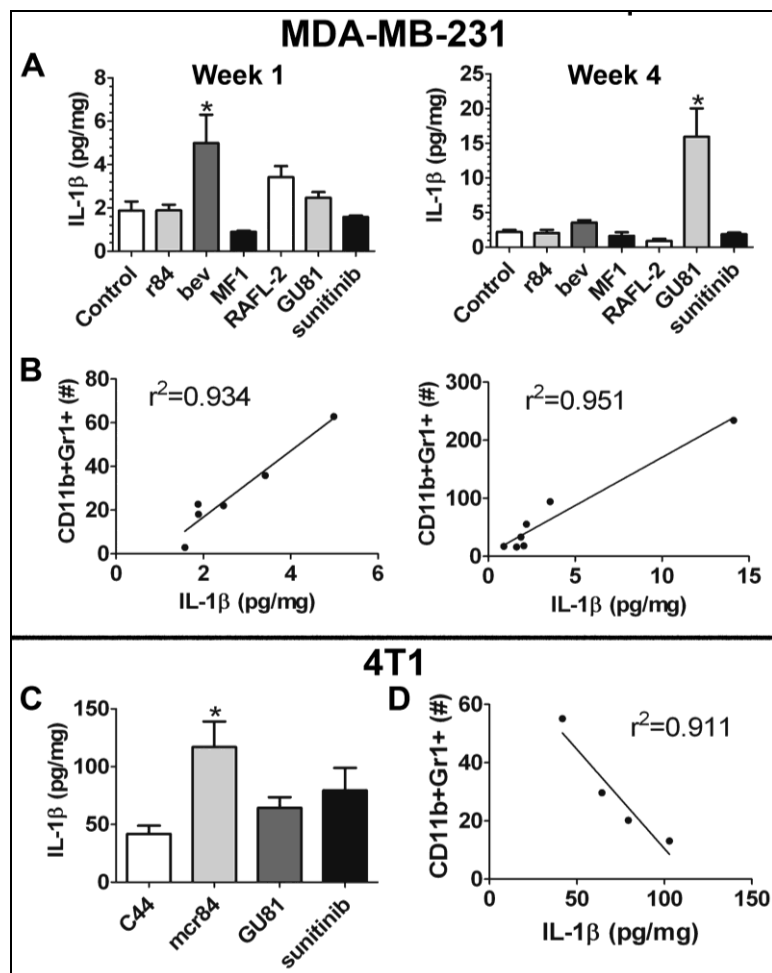 MDA-MB-231
A
Week 1
IL-1β (pg/mg)
8
6
4
2
0
*
Control
r84
bev
MF1
RAFL-2
GU81
sunitinib
Week 4
IL-1β (pg/mg)
25
20
15
10
5
0
*
Control
r84
bev
MF1
RAFL-2
GU81
sunitinib
B
CD11b+Gr1+ (#)
80
60
40
20
0
r²=0.934
0 2 4 6
IL-1β (pg/mg)
CD11b+Gr1+ (#)
300
200
100
0
r²=0.951
0 5 10 15
IL-1β (pg/mg)
4T1
C
IL-1β (pg/mg)
150
100
50
0
*
C44
mcr84
GU81
sunitinib
D
CD11b+Gr1+ (#)
60
40
20
0
r²=0.911
0 50 100 150
IL-1β (pg/mg)